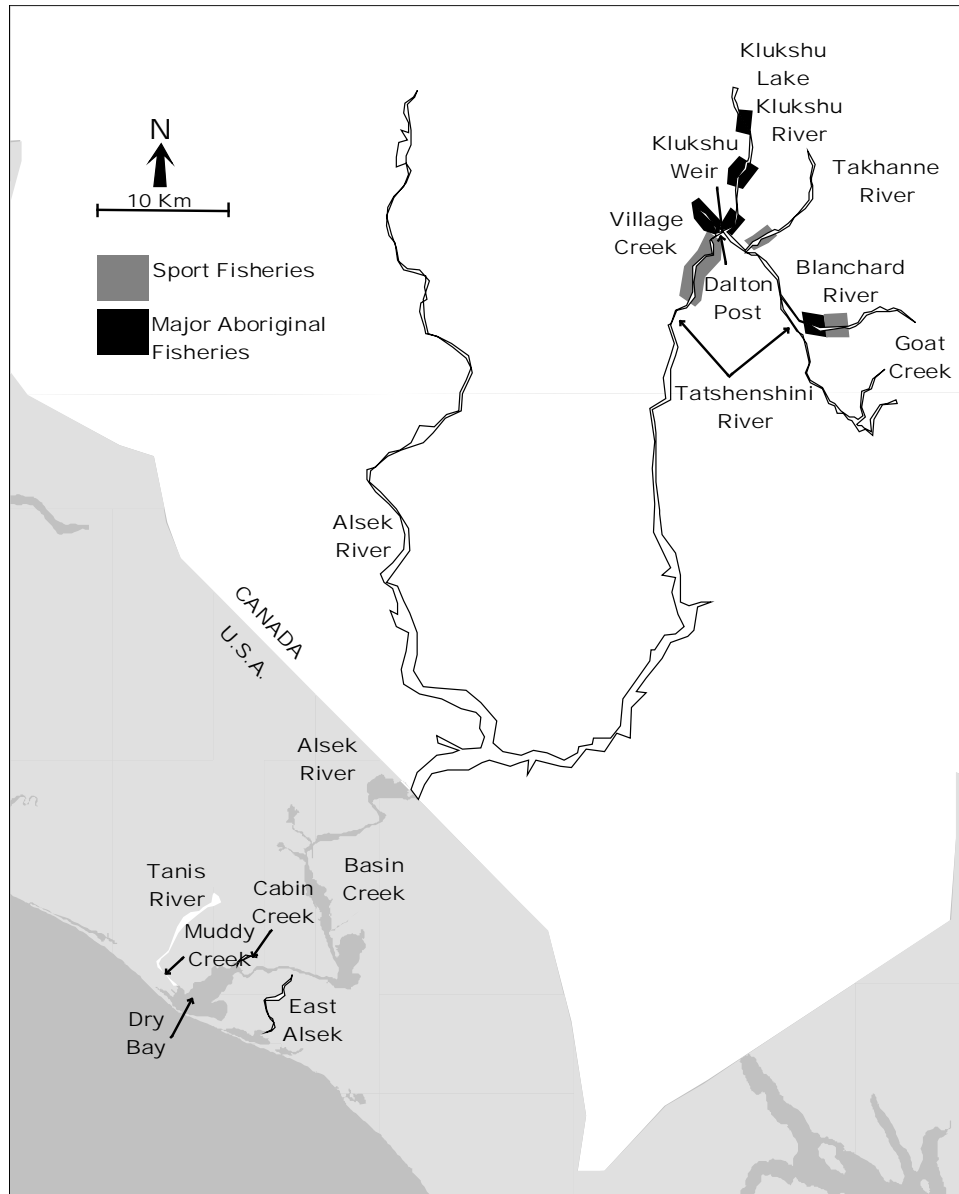 Klukshu
Lake
Klukshu
River
N
Klukshu
Weir
Takhanne
River
10 Km
Village
Creek
Sport Fisheries
Blanchard
River
Dalton
Post
Major Aboriginal
Fisheries
Goat
Creek
Tatshenshini
River
Alsek
River
CANADA
U.S.A.
Alsek
River
Tanis
River
Basin
Creek
Cabin
Creek
Muddy
Creek
East
Alsek
Dry
Bay